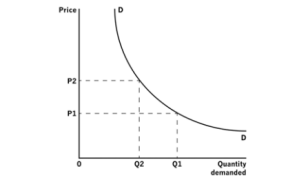 Price D
P2
P1
D
0 Q2 Q1 Quantity
demanded